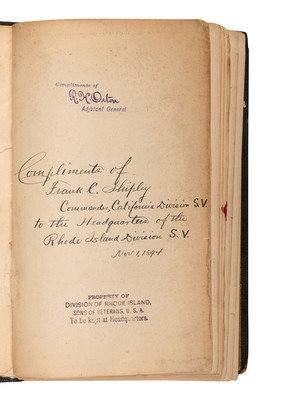 Compliments of
R. H. Orton
Adjutant General
Compliments of
Frank C. Shipley
Commander, California Division S.V.
to the Headquarters of the
Rhode Island Division S.V.
Nov 1, 1894
PROPERTY OF
DIVISION OF RHODE ISLAND,
SONS OF VETERANS, U. S. A.
To be kept at Headquarters.